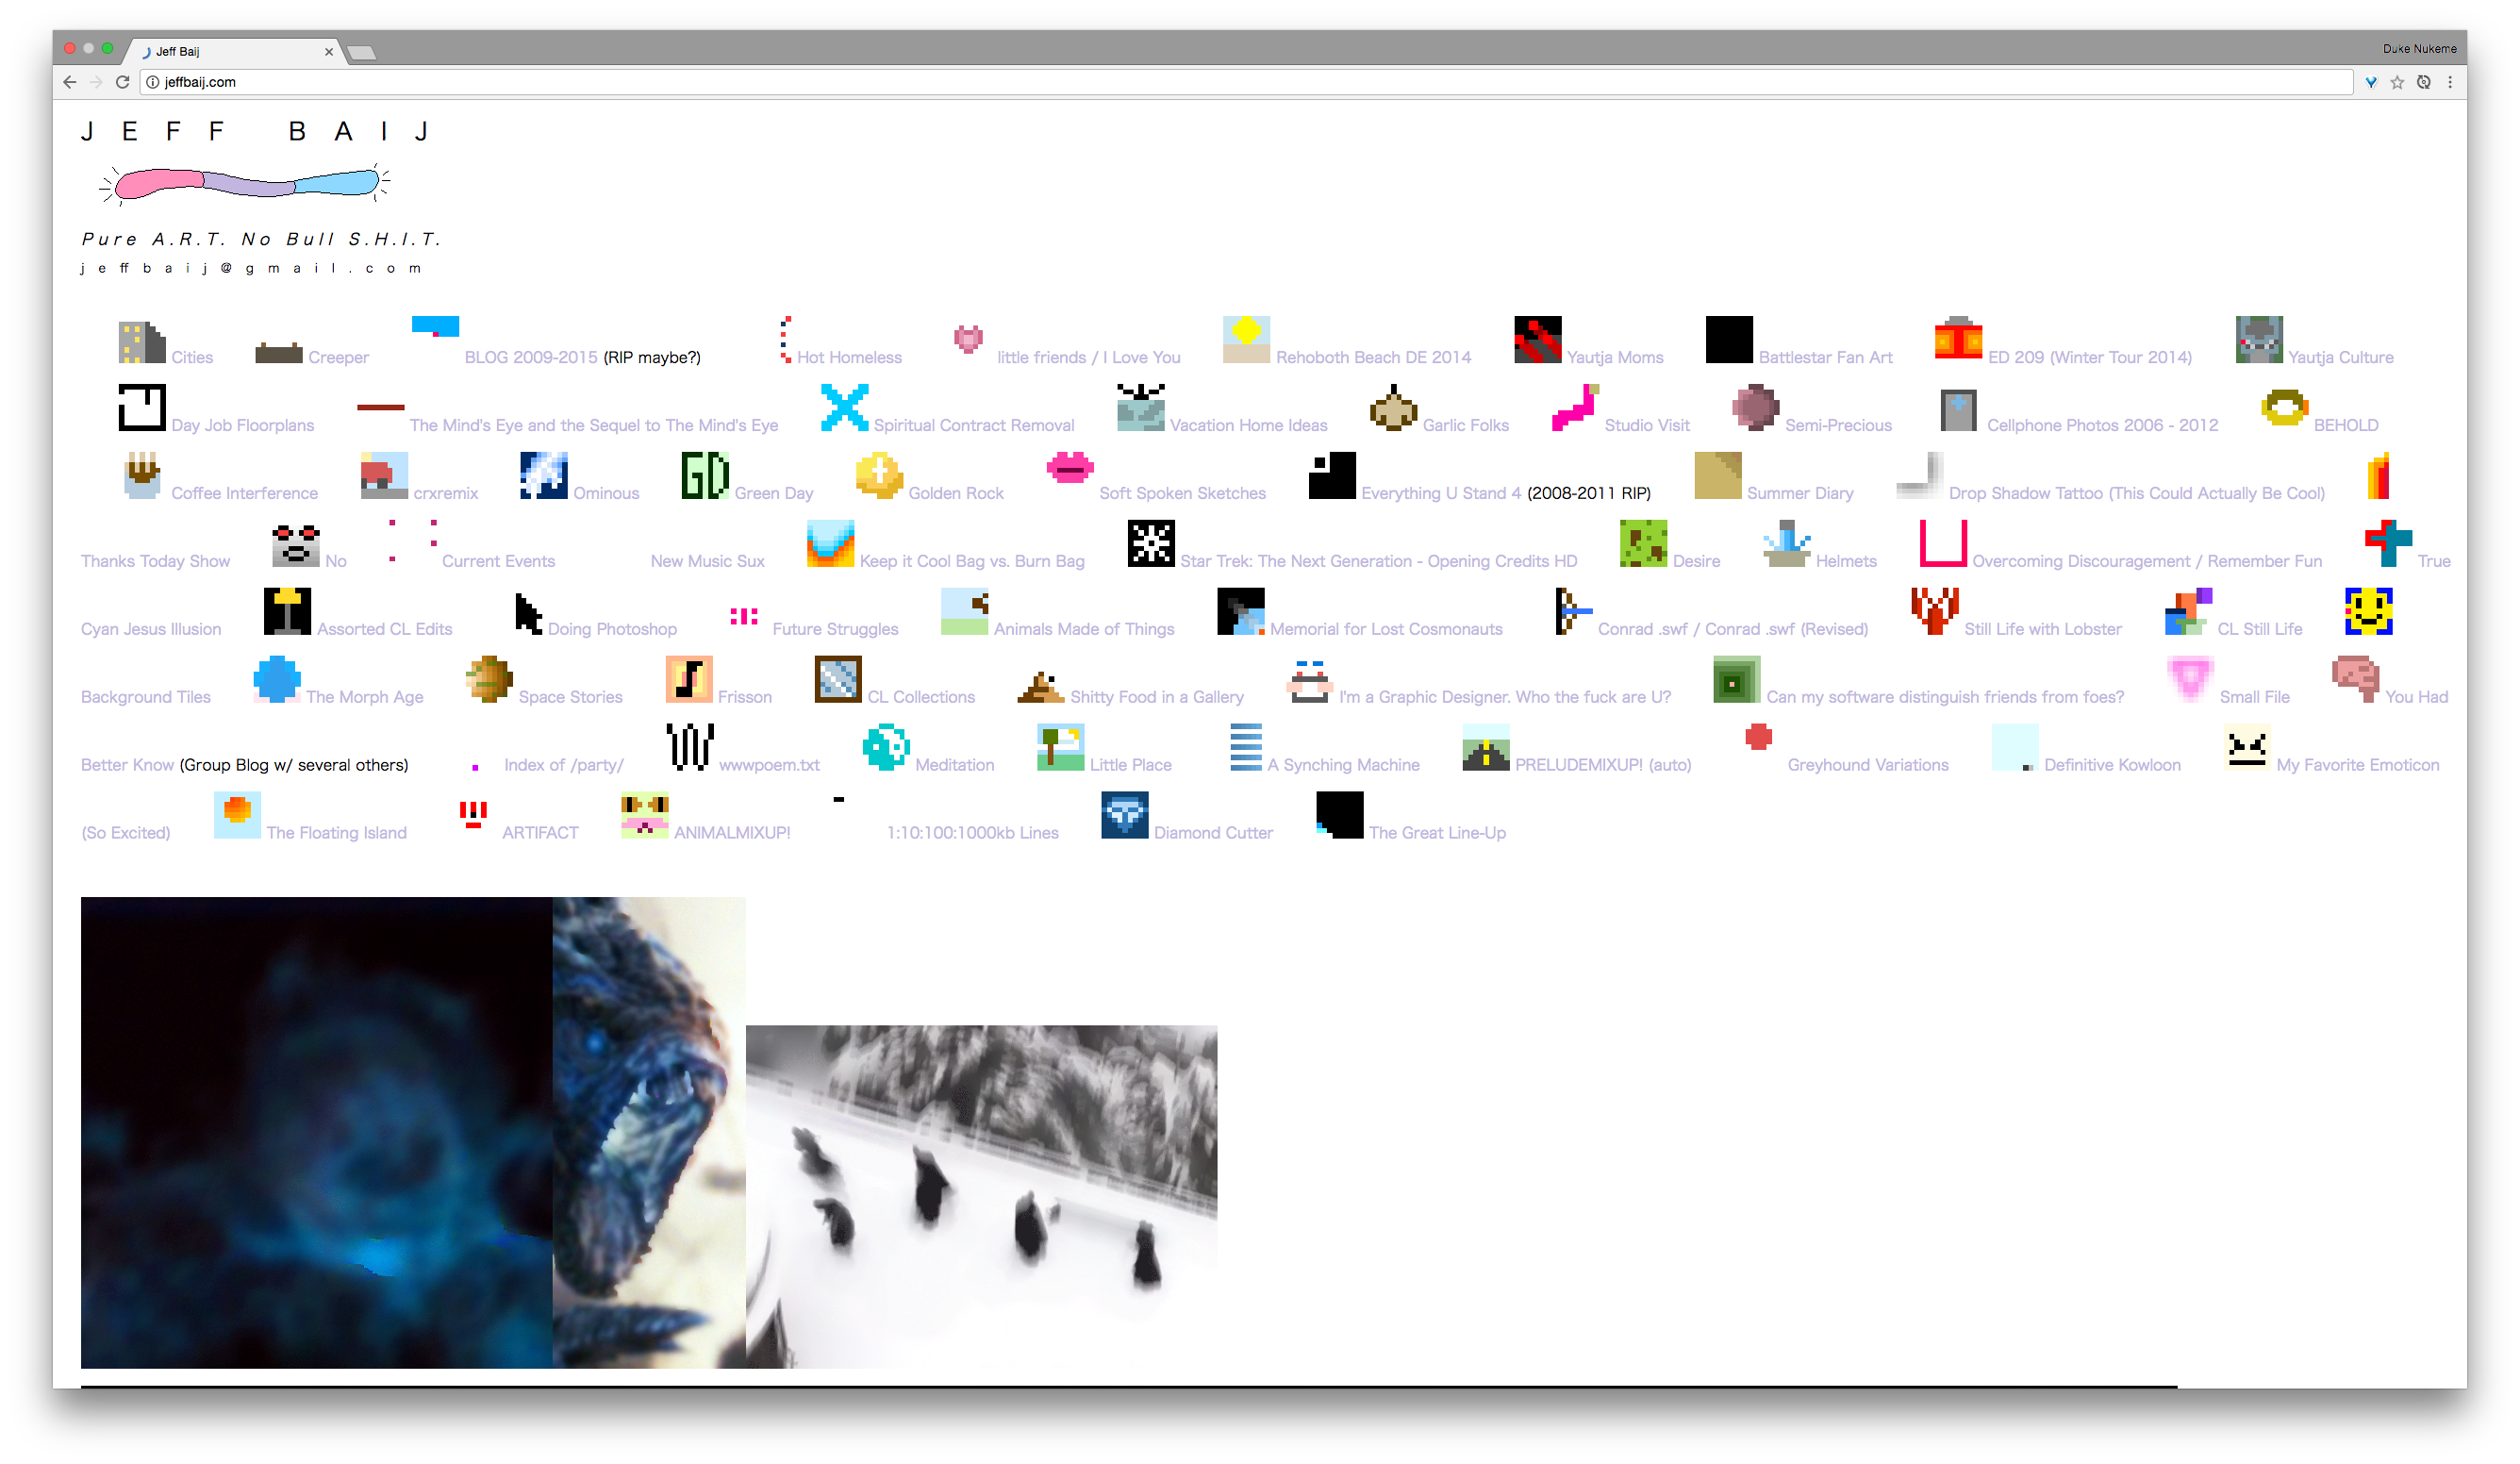 Jeff Baij
Duke Nukeme
jeffbaij.com
JEFF BAIJ
Pure A.R.T. No Bull S.H.I.T.
jeffbaij@gmail.com
Cities Creeper BLOG 2009-2015 (RIP maybe?) Hot Homeless little friends / I Love You Rehoboth Beach DE 2014 Yautja Moms Battlestar Fan Art ED 209 (Winter Tour 2014) Yautja Culture
Day Job Floorplans The Mind's Eye and the Sequel to The Mind's Eye Spiritual Contract Removal Vacation Home Ideas Garlic Folks Studio Visit Semi-Precious Cellphone Photos 2006 - 2012 BEHOLD
Coffee Interference crxremix Ominous GD Green Day Golden Rock Soft Spoken Sketches Everything U Stand 4 (2008-2011 RIP) Summer Diary Drop Shadow Tattoo (This Could Actually Be Cool)
Thanks Today Show No Current Events New Music Sux Keep it Cool Bag vs. Burn Bag Star Trek: The Next Generation - Opening Credits HD Desire Helmets Overcoming Discouragement / Remember Fun True
Cyan Jesus Illusion Assorted CL Edits Doing Photoshop Future Struggles Animals Made of Things Memorial for Lost Cosmonauts Conrad .swf / Conrad .swf (Revised) Still Life with Lobster CL Still Life
Background Tiles The Morph Age Space Stories Frisson CL Collections Shitty Food in a Gallery I'm a Graphic Designer. Who the fuck are U? Can my software distinguish friends from foes? Small File You Had
Better Know (Group Blog w/ several others) Index of /party/ wwwpoem.txt Meditation Little Place A Synching Machine PRELUDEMIXUP! (auto) Greyhound Variations Definitive Kowloon My Favorite Emoticon
(So Excited) The Floating Island ARTIFACT ANIMALMIXUP! 1:10:100:1000kb Lines Diamond Cutter The Great Line-Up